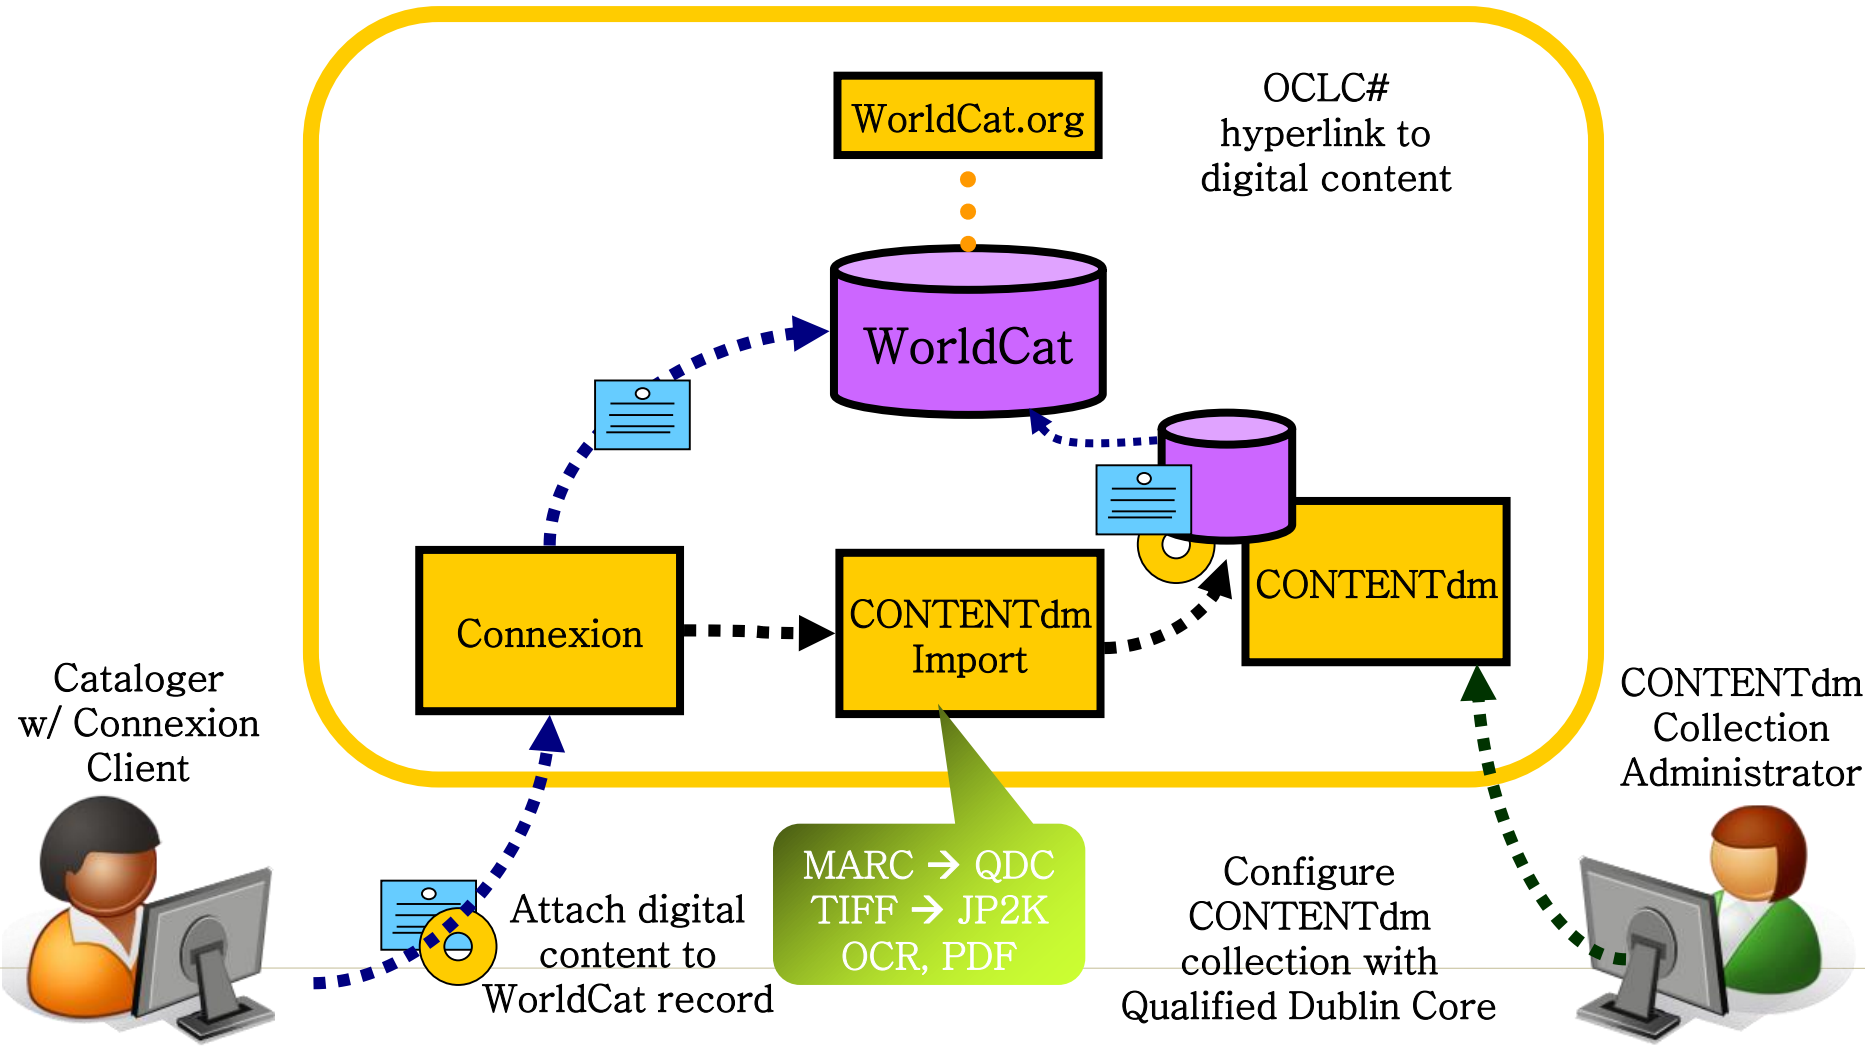 WorldCat.org
OCLC#
hyperlink to
digital content
WorldCat
Connexion
CONTENTdm
Import
CONTENTdm
Cataloger
w/ Connexion
Client
CONTENTdm
Collection
Administrator
Attach digital
content to
WorldCat record
MARC → QDC
TIFF → JP2K
OCR, PDF
Configure
CONTENTdm
collection with
Qualified Dublin Core